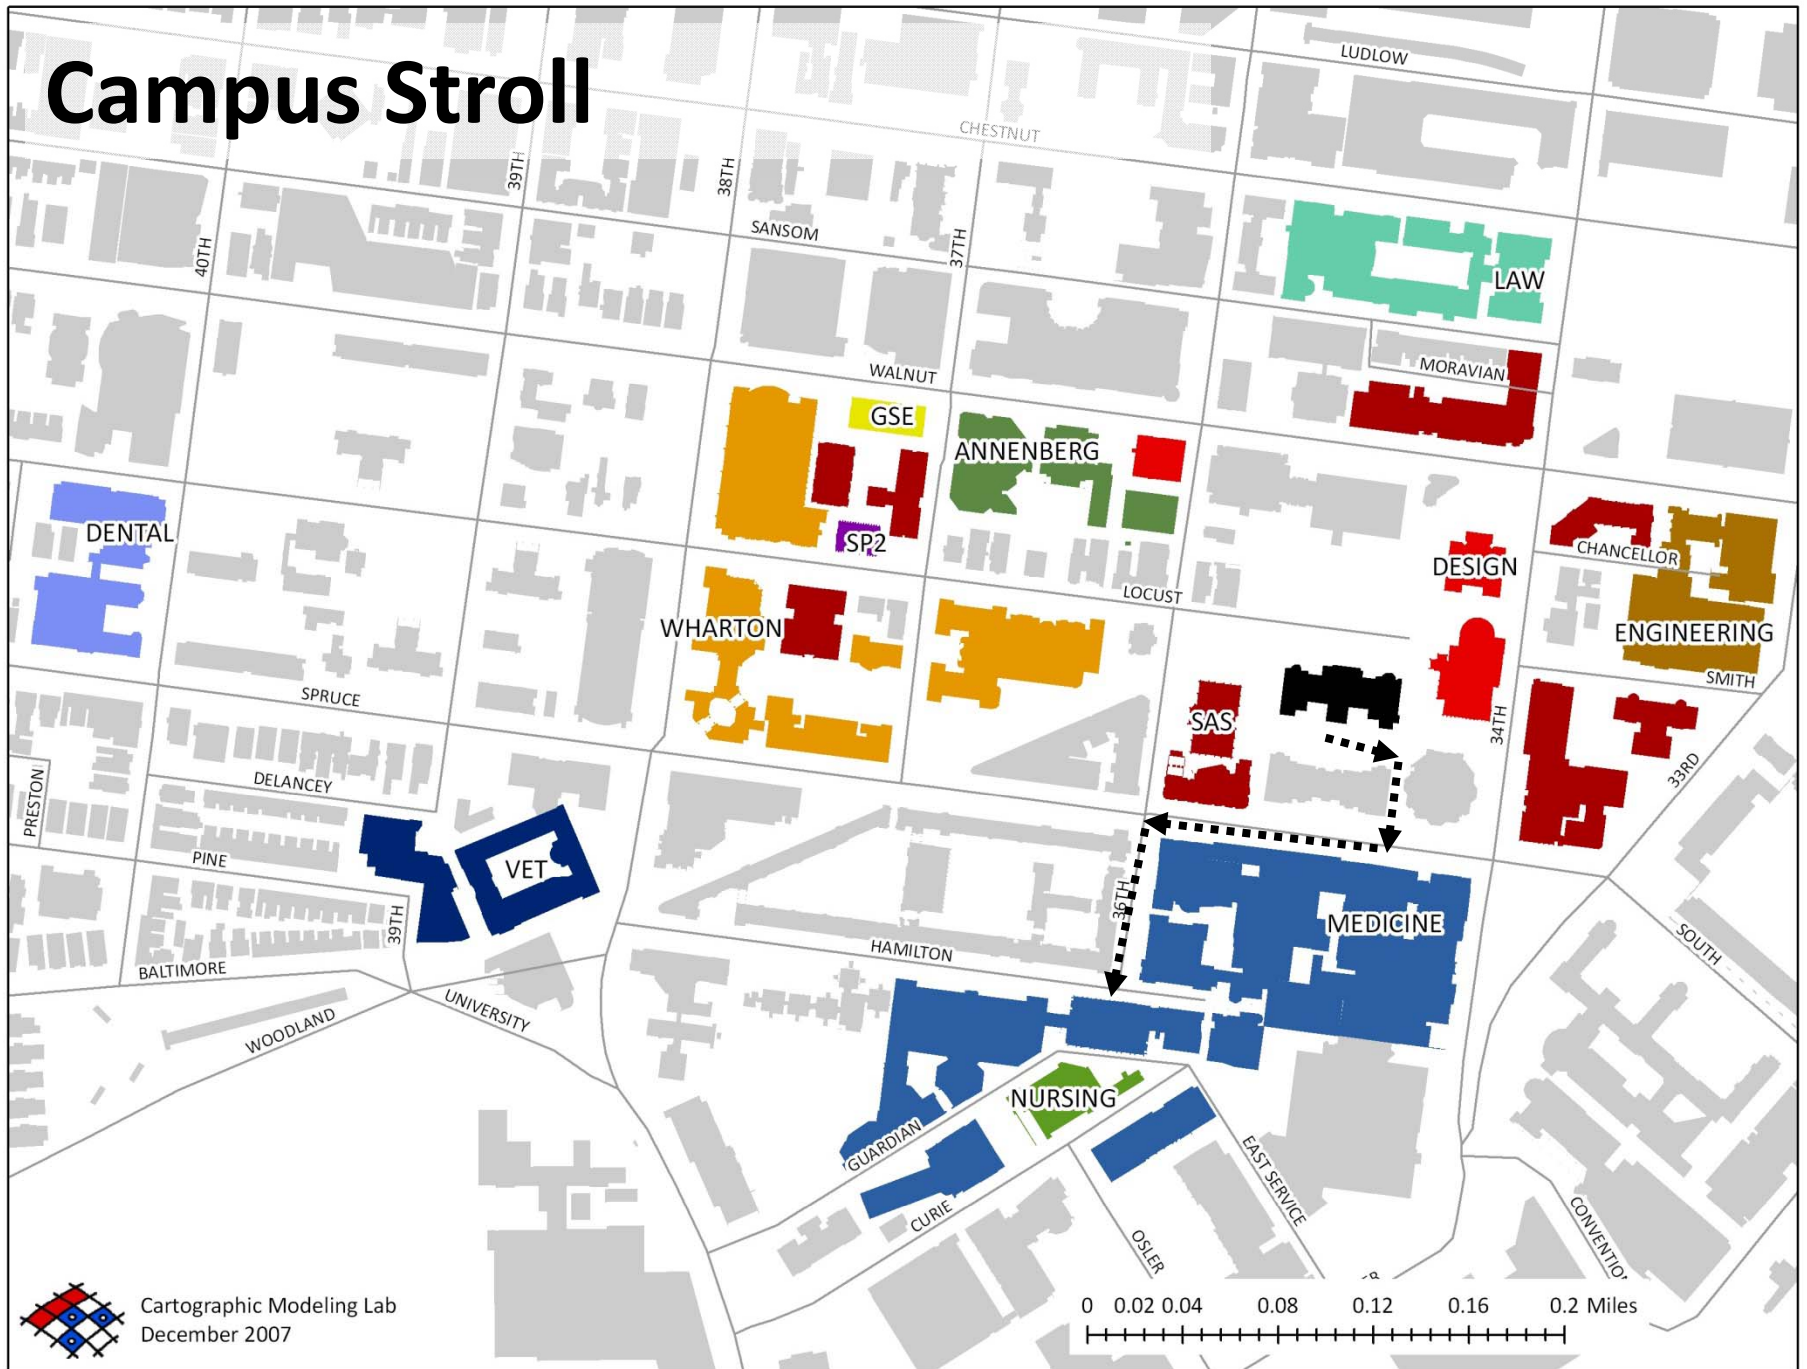 Campus Stroll
LUDLOW
CHESTNUT
39TH
38TH
SANSOM
37TH
40TH
LAW
WALNUT
MORAVIAN
GSE
ANNENBERG
DENTAL
SP2
CHANCELLOR
DESIGN
LOCUST
WHARTON
ENGINEERING
SMITH
SPRUCE
SAS
34TH
33RD
DELANCEY
PRESTON
PINE
VET
36TH
MEDICINE
39TH
SOUTH
HAMILTON
BALTIMORE
UNIVERSITY
WOODLAND
NURSING
GUARDIAN
EAST SERVICE
CURIE
OSLER
CONVENTION
Cartographic Modeling Lab
December 2007
0 0.02 0.04 0.08 0.12 0.16 0.2 Miles